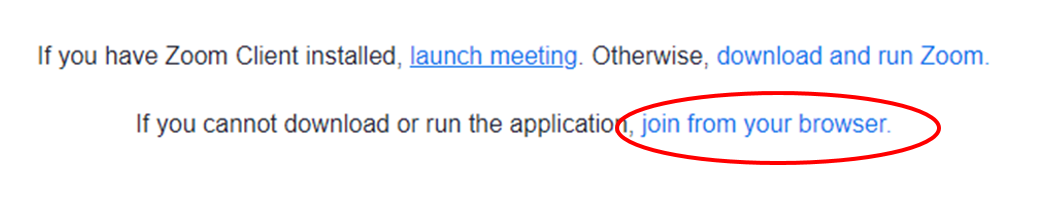 If you have Zoom Client installed, launch meeting. Otherwise, download and run Zoom.
If you cannot download or run the application, join from your browser.